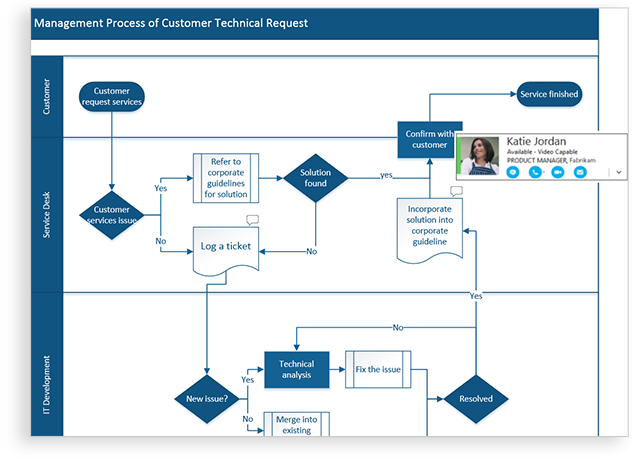 Management Process of Customer Technical Request
Customer
Customer
request services
Service finished
Confirm with
customer
Katie Jordan
Available - Video Capable
PRODUCT MANAGER, Fabrikam
Service Desk
Refer to
corporate
guidelines
for solution
Solution
found
yes
Yes
Customer
services issue
No
Log a ticket
No
Incorporate
solution into
corporate
guideline
Yes
IT Development
No
Technical
analysis
Fix the issue
Yes
New issue?
Resolved
No
Merge into
existing